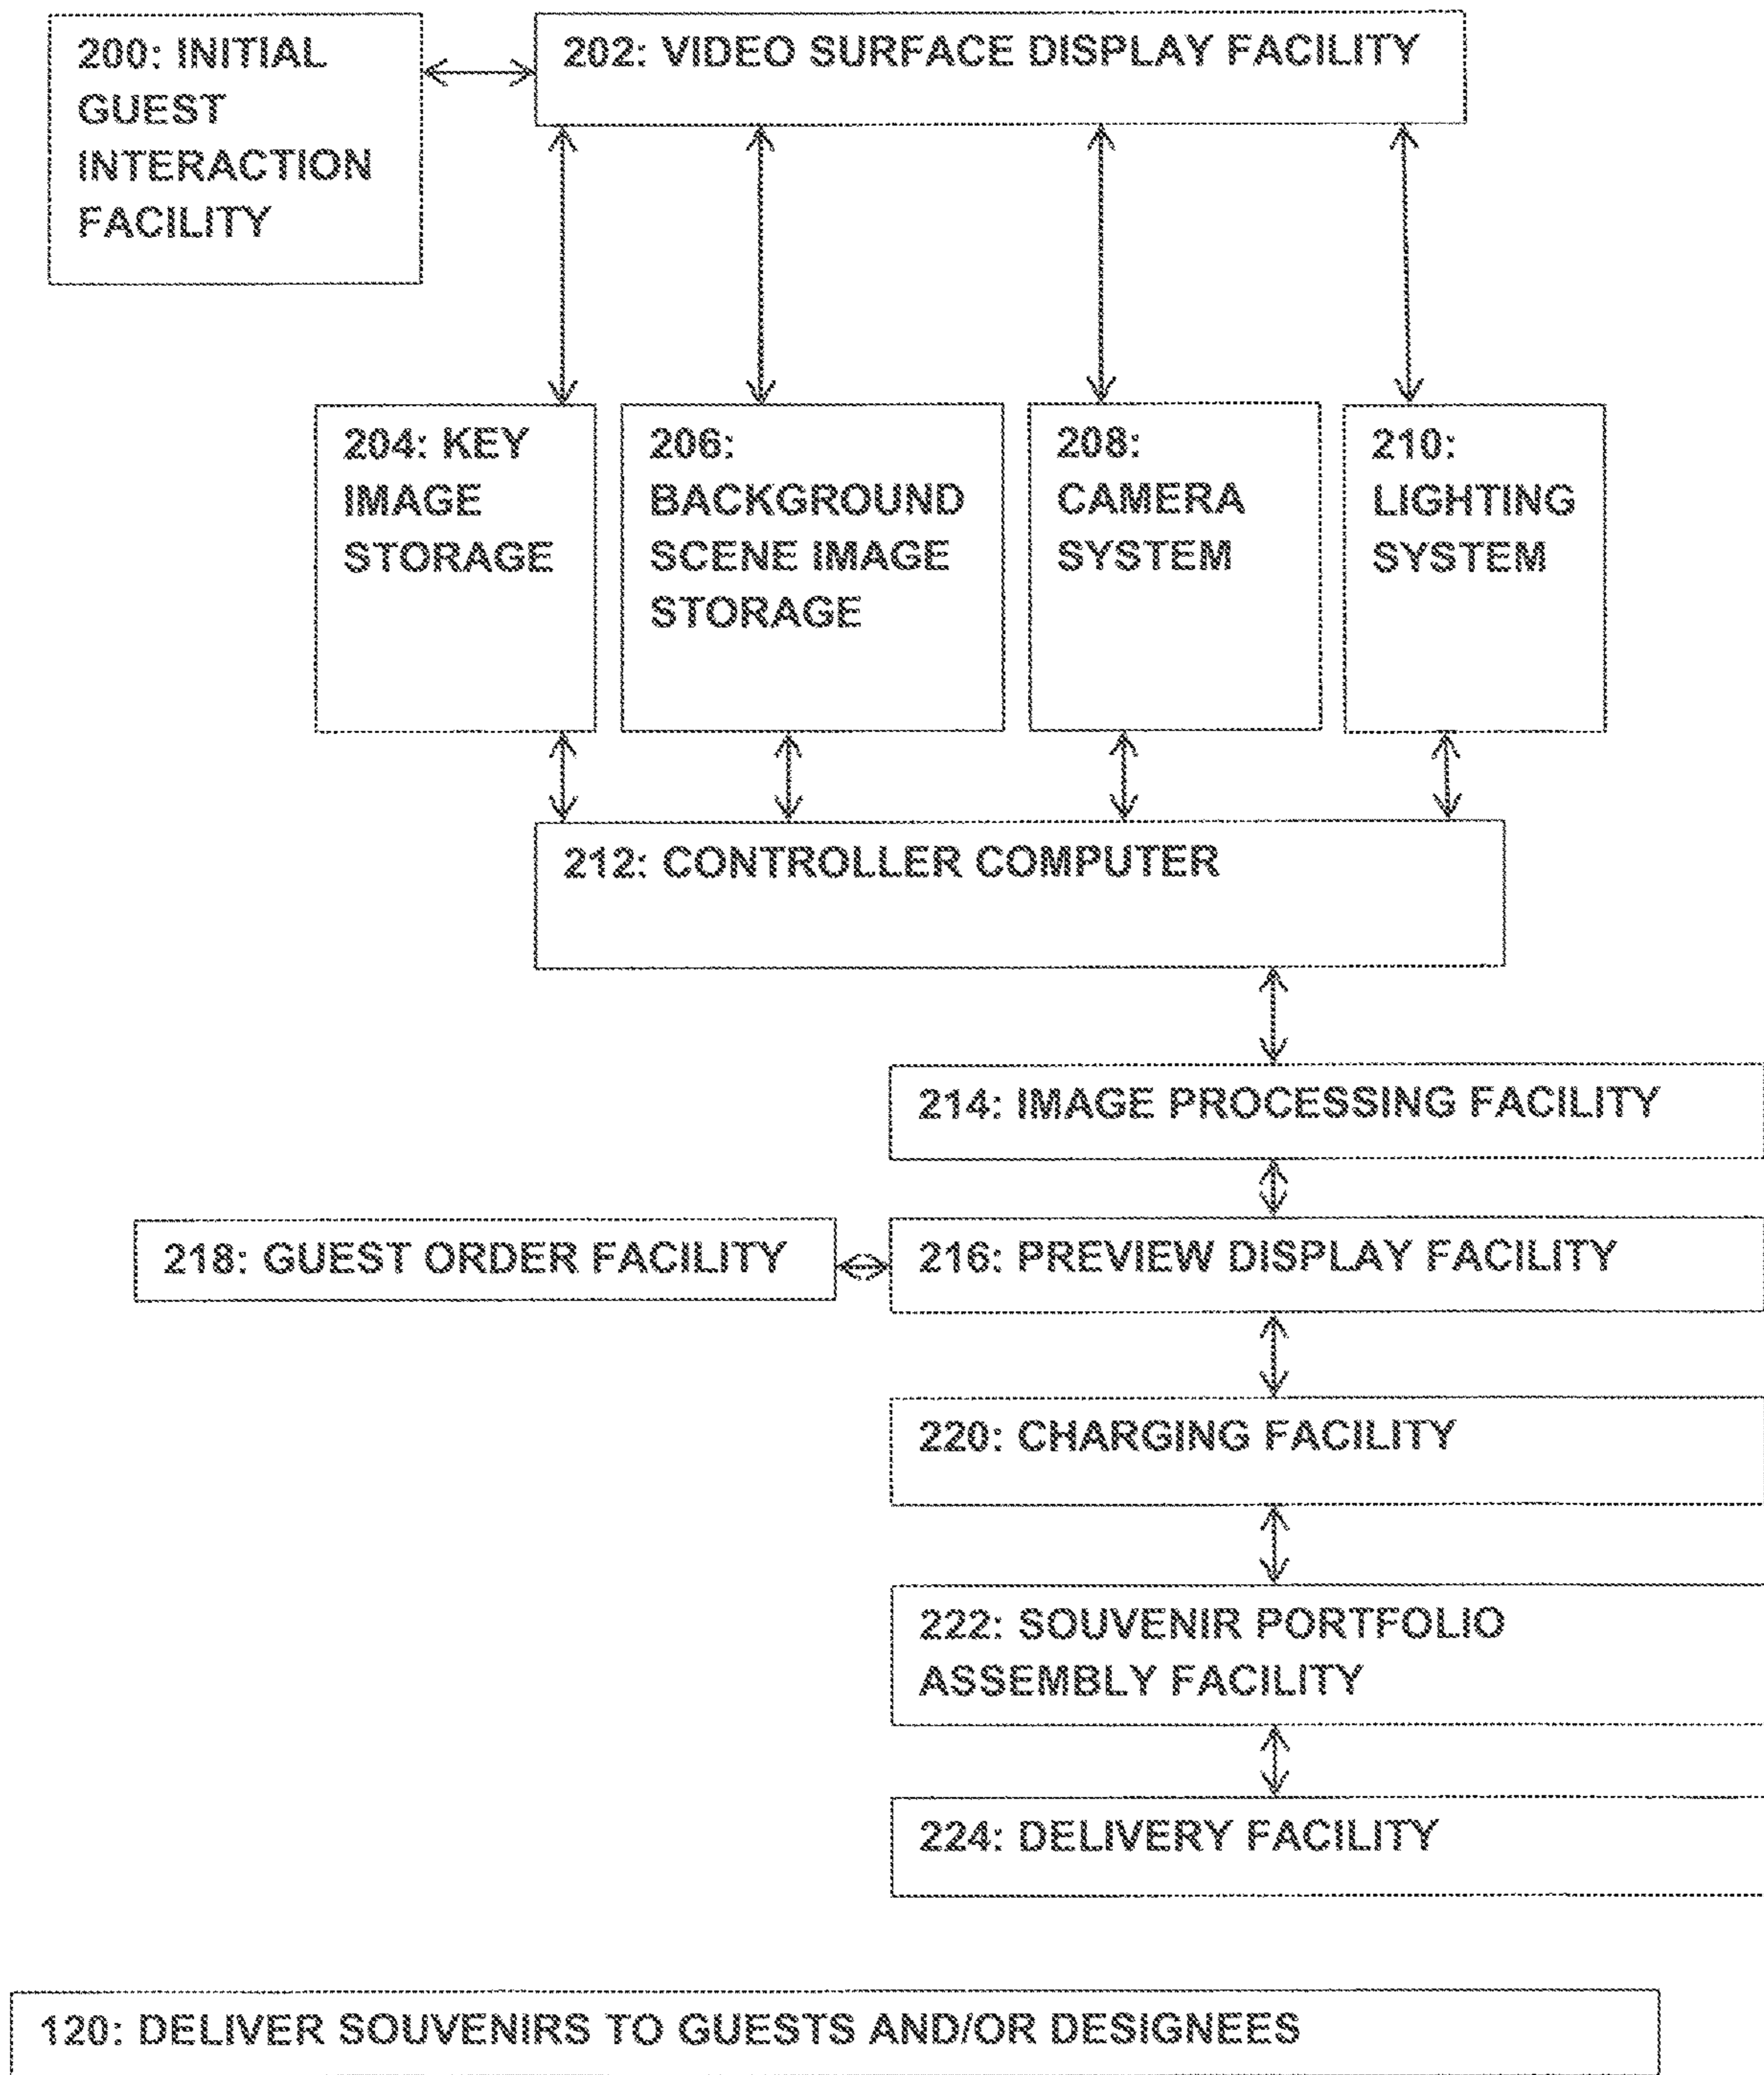 200: INITIAL
GUEST
INTERACTION
FACILITY
202: VIDEO SURFACE DISPLAY FACILITY
204: KEY
IMAGE
STORAGE
206:
BACKGROUND
SCENE IMAGE
STORAGE
208:
CAMERA
SYSTEM
210:
LIGHTING
SYSTEM
212: CONTROLLER COMPUTER
214: IMAGE PROCESSING FACILITY
218: GUEST ORDER FACILITY
216: PREVIEW DISPLAY FACILITY
220: CHARGING FACILITY
222: SOUVENIR PORTFOLIO
ASSEMBLY FACILITY
224: DELIVERY FACILITY
120: DELIVER SOUVENIRS TO GUESTS AND/OR DESIGNEES